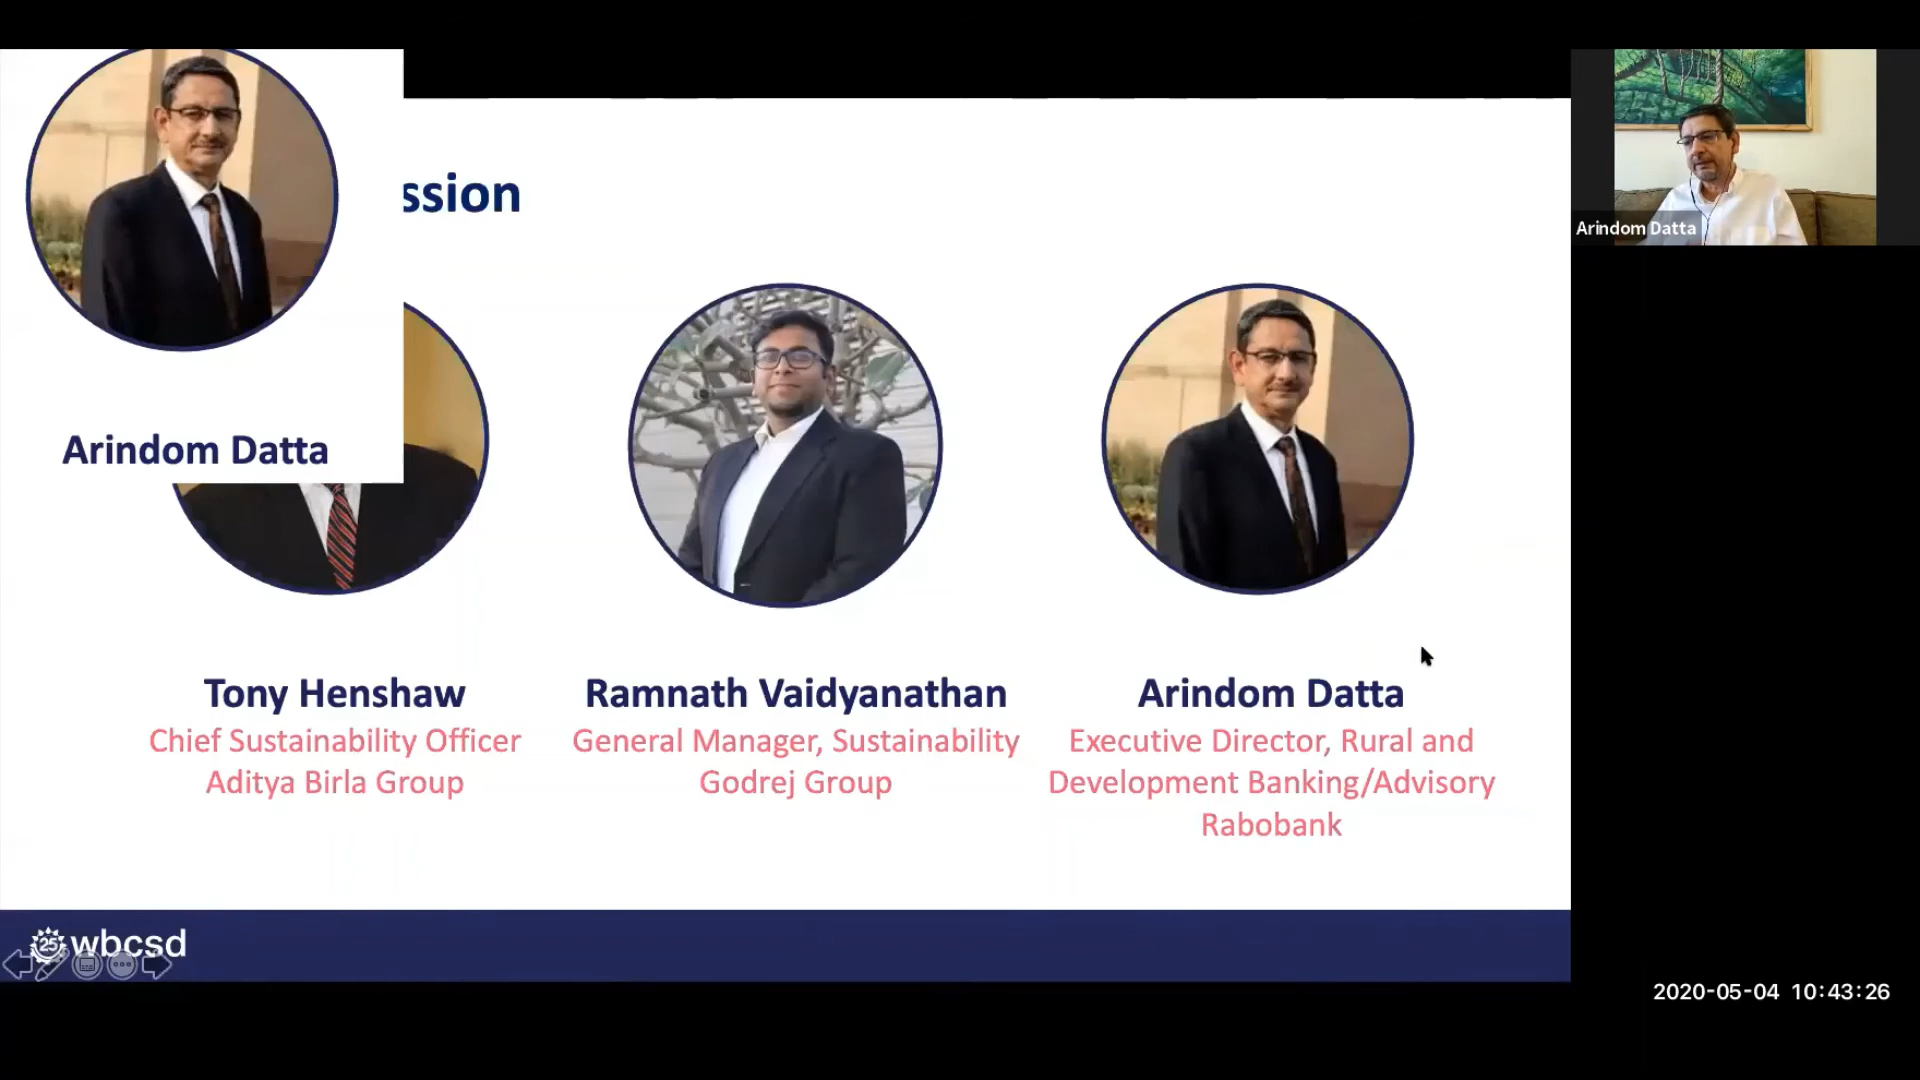 ssion
Arindom Datta
Arindom Datta
Tony Henshaw
Chief Sustainability Officer
Aditya Birla Group
Ramnath Vaidyanathan
General Manager, Sustainability
Godrej Group
Arindom Datta
Executive Director, Rural and
Development Banking/Advisory
Rabobank
25 wbcsd
2020-05-04 10:43:26